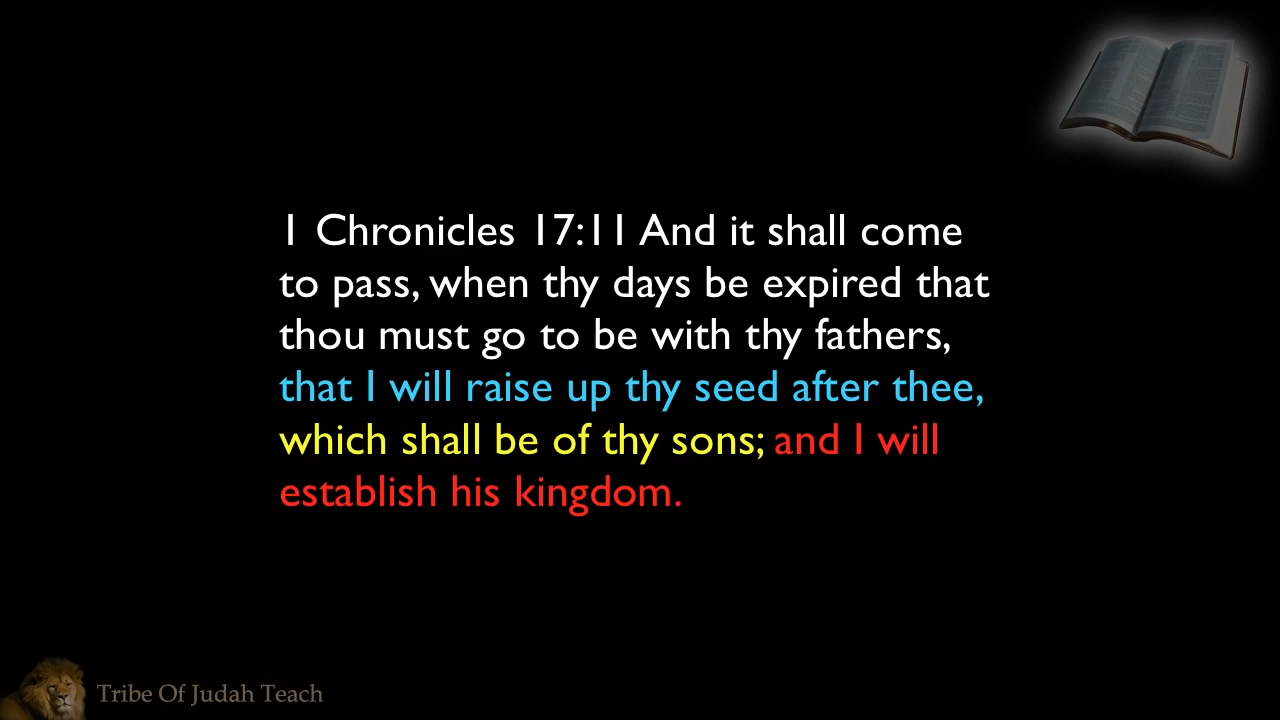 1 Chronicles 17:11 And it shall come
to pass, when thy days be expired that
thou must go to be with thy fathers,
that I will raise up thy seed after thee,
which shall be of thy sons; and I will
establish his kingdom.
Tribe Of Judah Teach